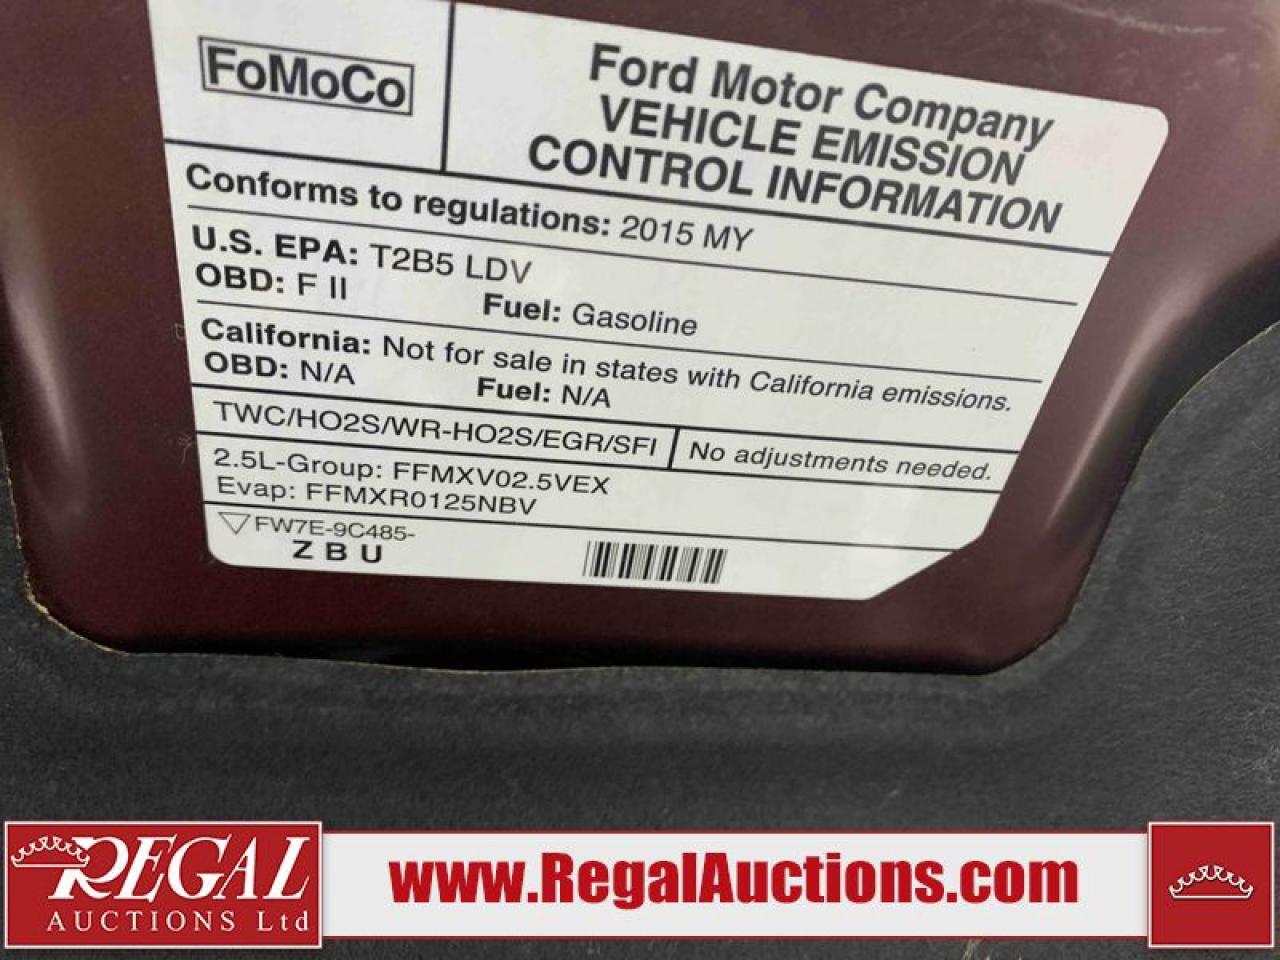 FoMoCo
Ford Motor Company
VEHICLE EMISSION
CONTROL INFORMATION
Conforms to regulations: 2015 MY
U.S. EPA: T2B5 LDV
OBD: F II Fuel: Gasoline
California: Not for sale in states with California emissions.
OBD: N/A Fuel: N/A
TWC/HO2S/WR-HO2S/EGR/SFI No adjustments needed.
2.5L-Group: FFMXV02.5VEX
Evap: FFMXR0125NBV
FW7E-9C485-
Z B U
REGAL
AUCTIONS Ltd
www.RegalAuctions.com